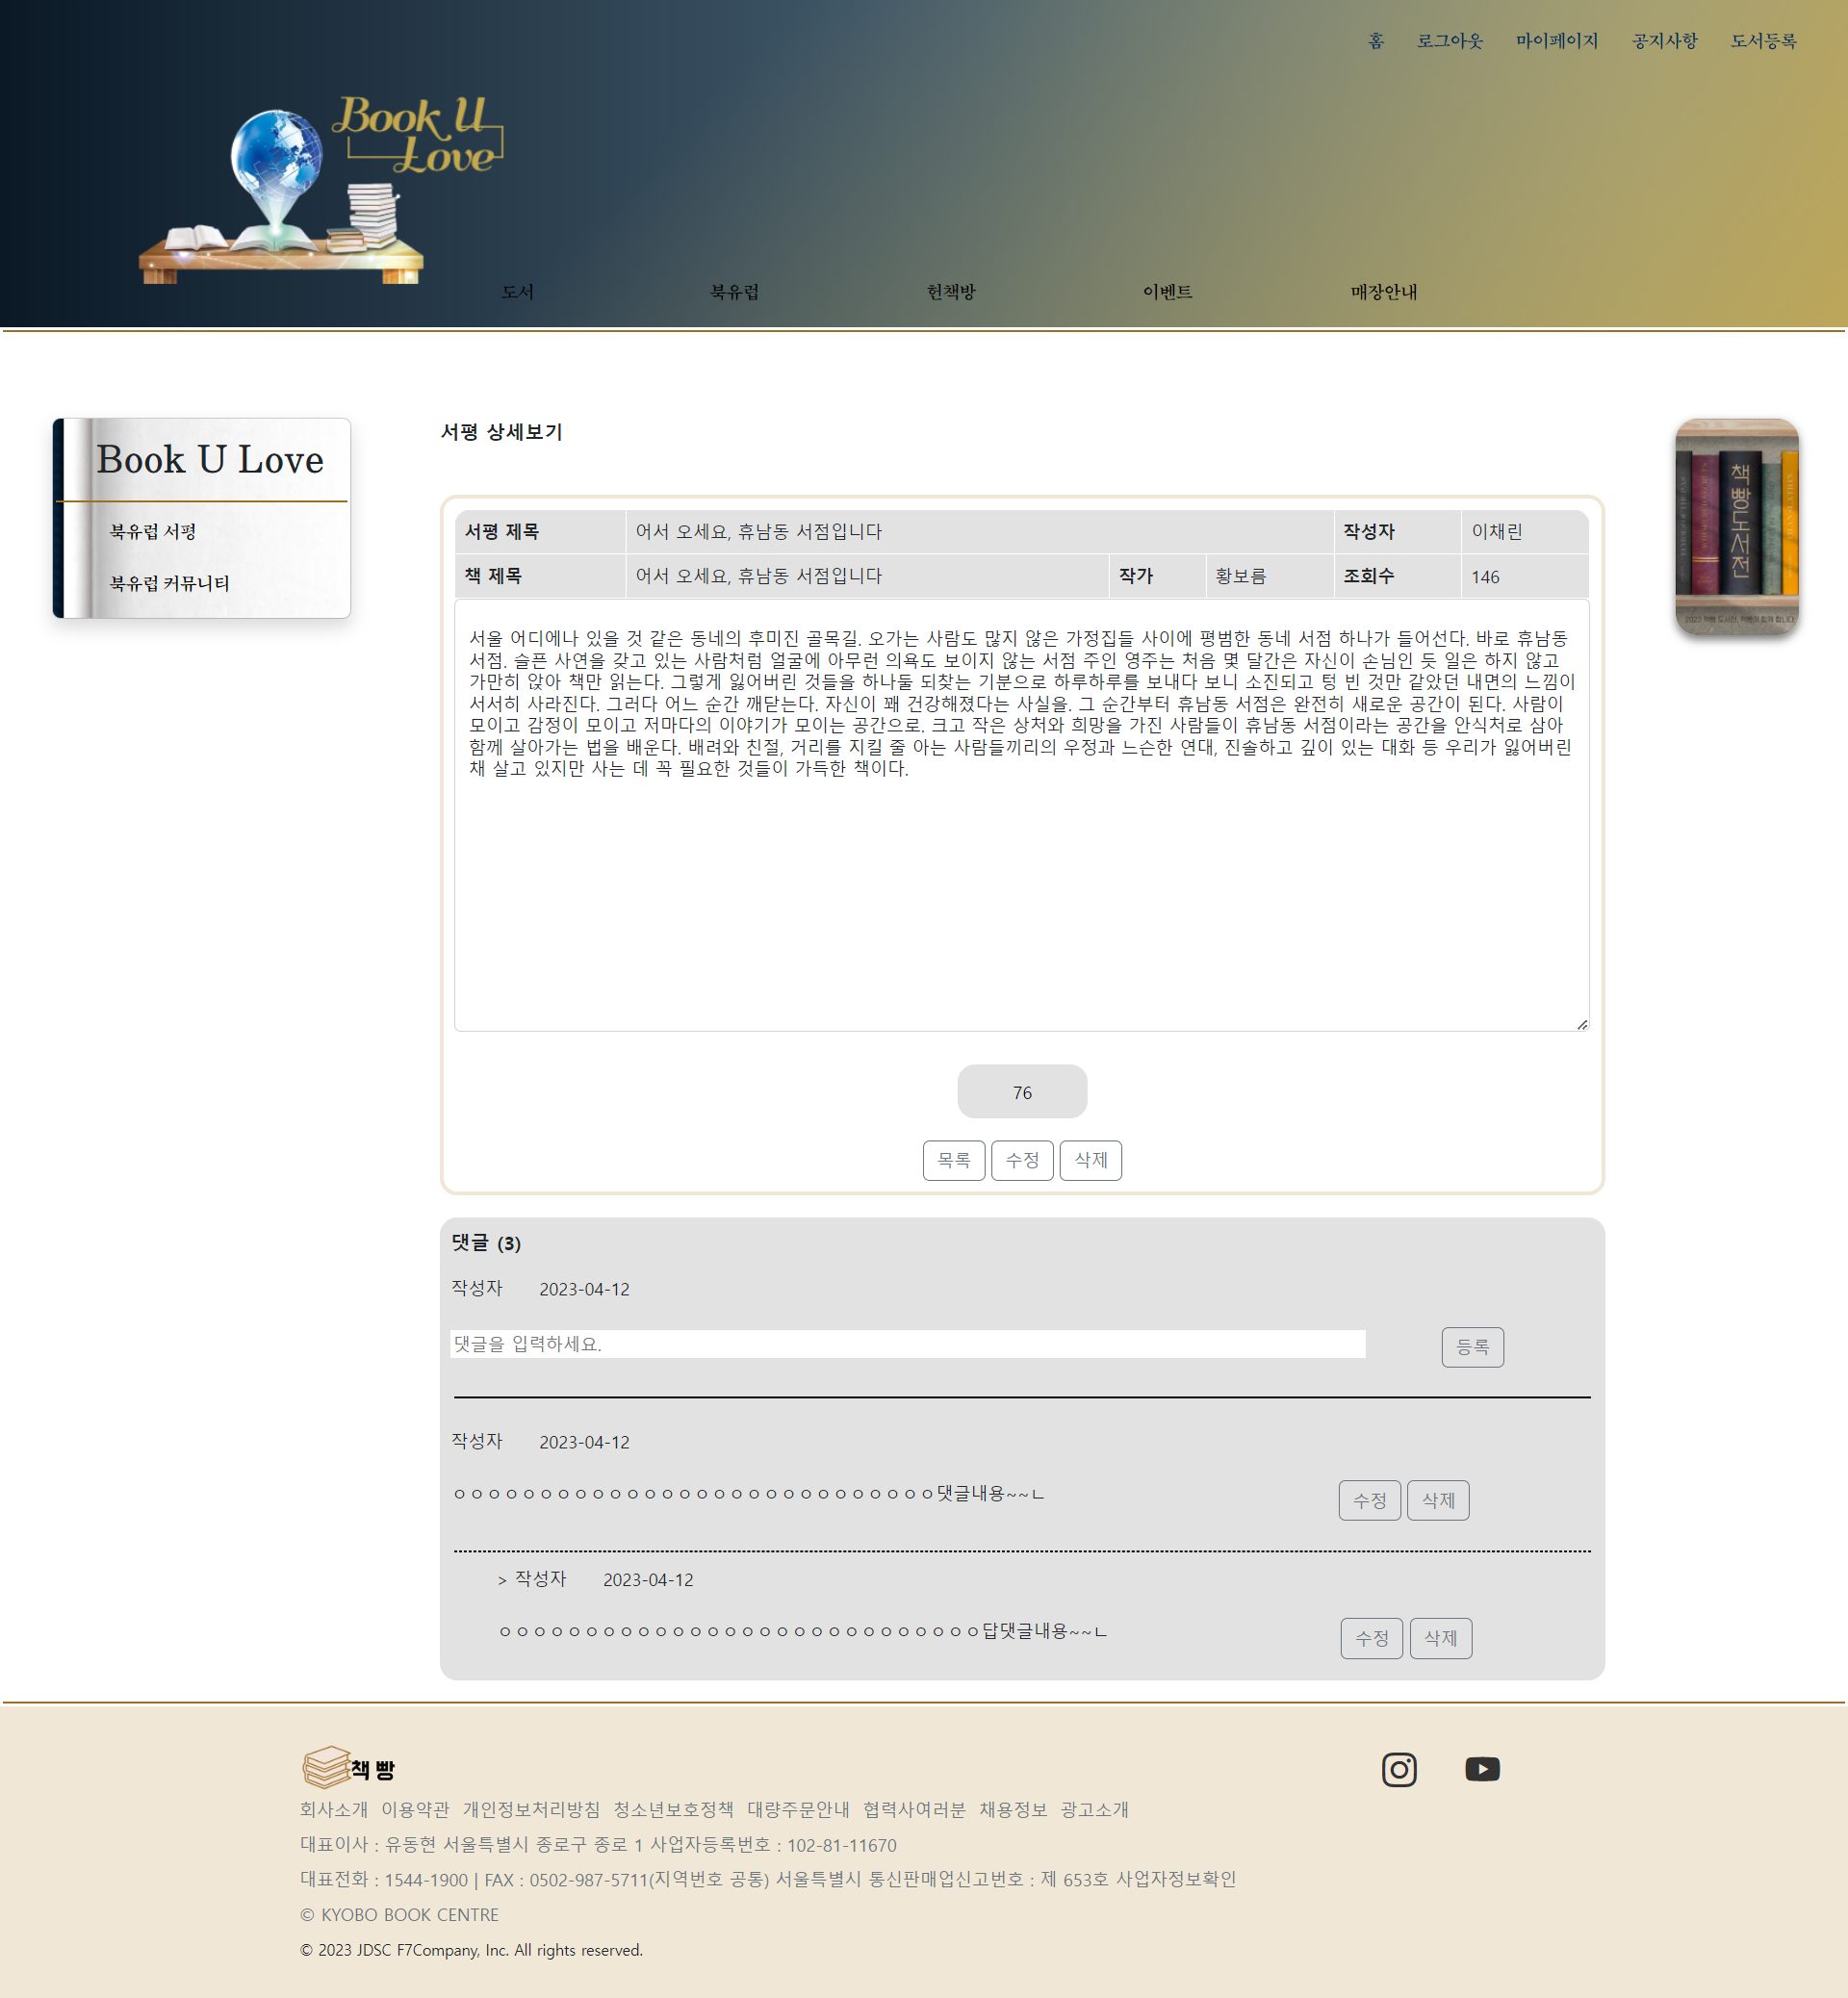 홈 로그아웃 마이페이지 공지사항 도서등록
Book U
Love
도서 북유럽 헌책방 이벤트 매장안내
Book U Love
북유럽 서평
북유럽 커뮤니티
서평 상세보기
서평 제목 어서 오세요, 휴남동 서점입니다 작성자 이채린
책 제목 어서 오세요, 휴남동 서점입니다 작가 황보름 조회수 146
서울 어디에나 있을 것 같은 동네의 후미진 골목길. 오가는 사람도 많지 않은 가정집들 사이에 평범한 동네 서점 하나가 들어선다. 바로 휴남동
서점. 슬픈 사연을 갖고 있는 사람처럼 얼굴에 아무런 의욕도 보이지 않는 서점 주인 영주는 처음 몇 달간은 자신이 손님인 듯 일은 하지 않고
가만히 앉아 책만 읽는다. 그렇게 잃어버린 것들을 하나둘 되찾는 기분으로 하루하루를 보내다 보니 소진되고 텅 빈 것만 같았던 내면의 느낌이
서서히 사라진다. 그러다 어느 순간 깨닫는다. 자신이 꽤 건강해졌다는 사실을. 그 순간부터 휴남동 서점은 완전히 새로운 공간이 된다. 사람이
모이고 감정이 모이고 저마다의 이야기가 모이는 공간으로. 크고 작은 상처와 희망을 가진 사람들이 휴남동 서점이라는 공간을 안식처로 삼아
함께 살아가는 법을 배운다. 배려와 친절, 거리를 지킬 줄 아는 사람들끼리의 우정과 느슨한 연대, 진솔하고 깊이 있는 대화 등 우리가 잃어버린
채 살고 있지만 사는 데 꼭 필요한 것들이 가득한 책이다.
책빵도서전
76
목록 수정 삭제
댓글 (3)
작성자 2023-04-12
댓글을 입력하세요. 등록
작성자 2023-04-12
ㅇㅇㅇㅇㅇㅇㅇㅇㅇㅇㅇㅇㅇㅇㅇㅇㅇㅇㅇㅇㅇㅇㅇㅇㅇㅇㅇㅇ댓글내용~~ㄴ 수정 삭제
> 작성자 2023-04-12
ㅇㅇㅇㅇㅇㅇㅇㅇㅇㅇㅇㅇㅇㅇㅇㅇㅇㅇㅇㅇㅇㅇㅇㅇㅇㅇㅇㅇ답댓글내용~~ㄴ 수정 삭제
책 빵
회사소개 이용약관 개인정보처리방침 청소년보호정책 대량주문안내 협력사여러분 채용정보 광고소개
대표이사 : 유동현 서울특별시 종로구 종로 1 사업자등록번호 : 102-81-11670
대표전화 : 1544-1900 | FAX : 0502-987-5711(지역번호 공통) 서울특별시 통신판매업신고번호 : 제 653호 사업자정보확인
© KYOBO BOOK CENTRE
© 2023 JDSC F7Company, Inc. All rights reserved.